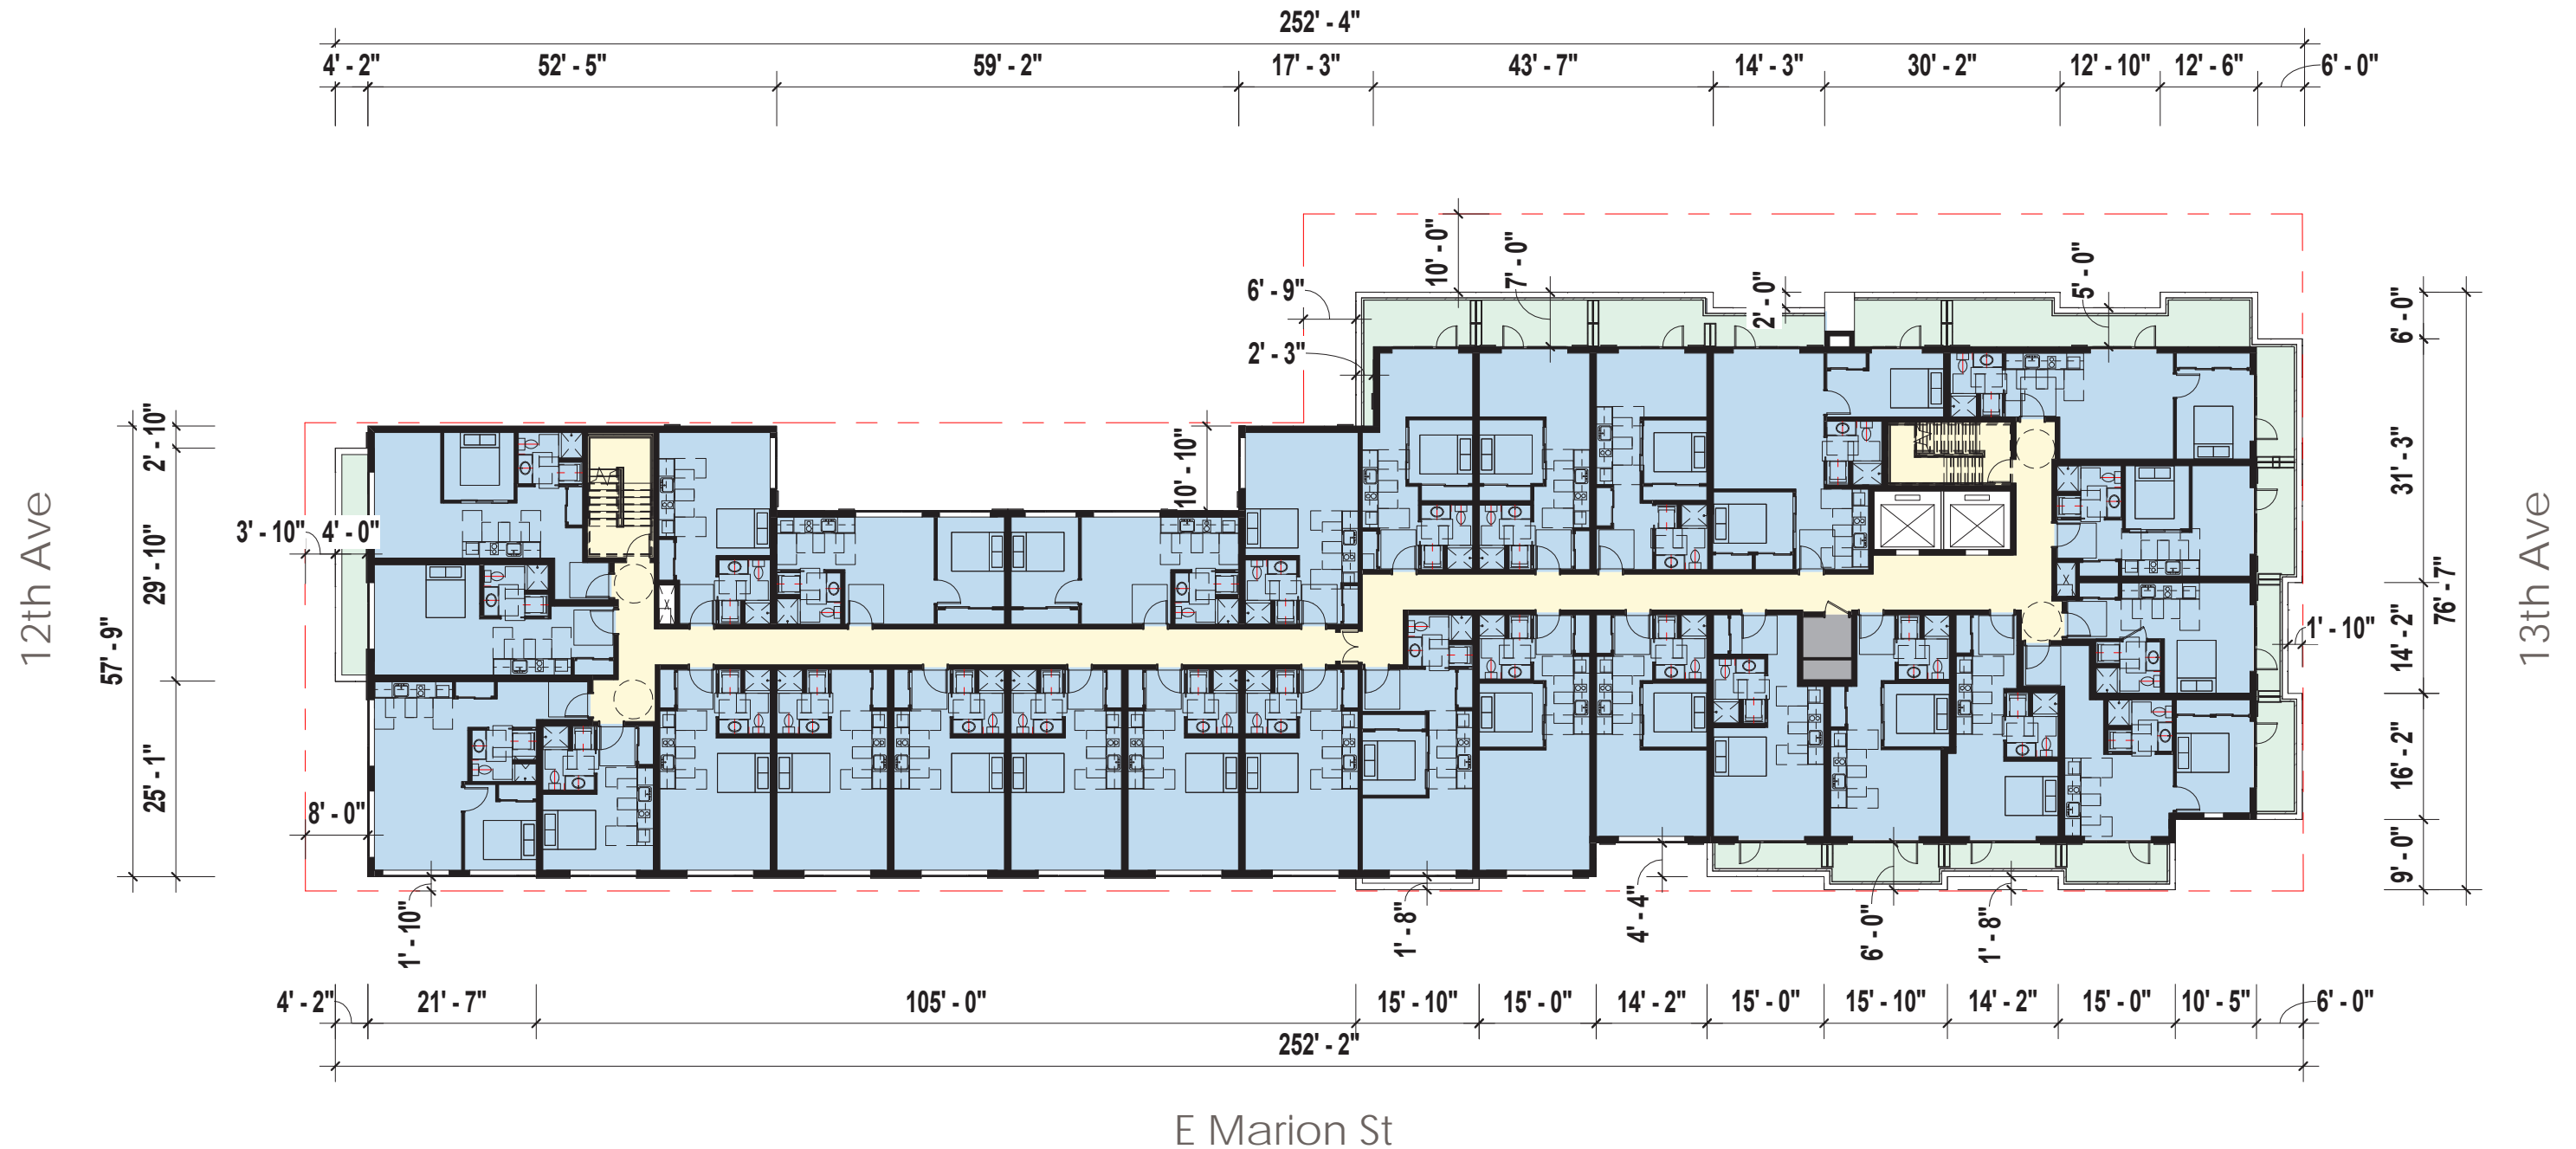 252' - 4"
4' - 2"
52' - 5"
59' - 2"
17' - 3"
43' - 7"
14' - 3"
30' - 2"
12' - 10"
12' - 6"
6' - 0"
10' - 0"
7' - 0"
5' - 0"
6' - 9"
2' - 0"
6' - 0"
2' - 3"
2' - 10"
10' - 10"
31' - 3"
12th Ave
3' - 10"
4' - 0"
29' - 10"
57' - 9"
14' - 2"
76' - 7"
1' - 10"
13th Ave
25' - 1"
8' - 0"
16' - 2"
9' - 0"
1' - 10"
1' - 8"
4' - 4"
6' - 0"
1' - 8"
4' - 2"
21' - 7"
105' - 0"
15' - 10"
15' - 0"
14' - 2"
15' - 0"
15' - 10"
14' - 2"
15' - 0"
10' - 5"
6' - 0"
252' - 2"
E Marion St